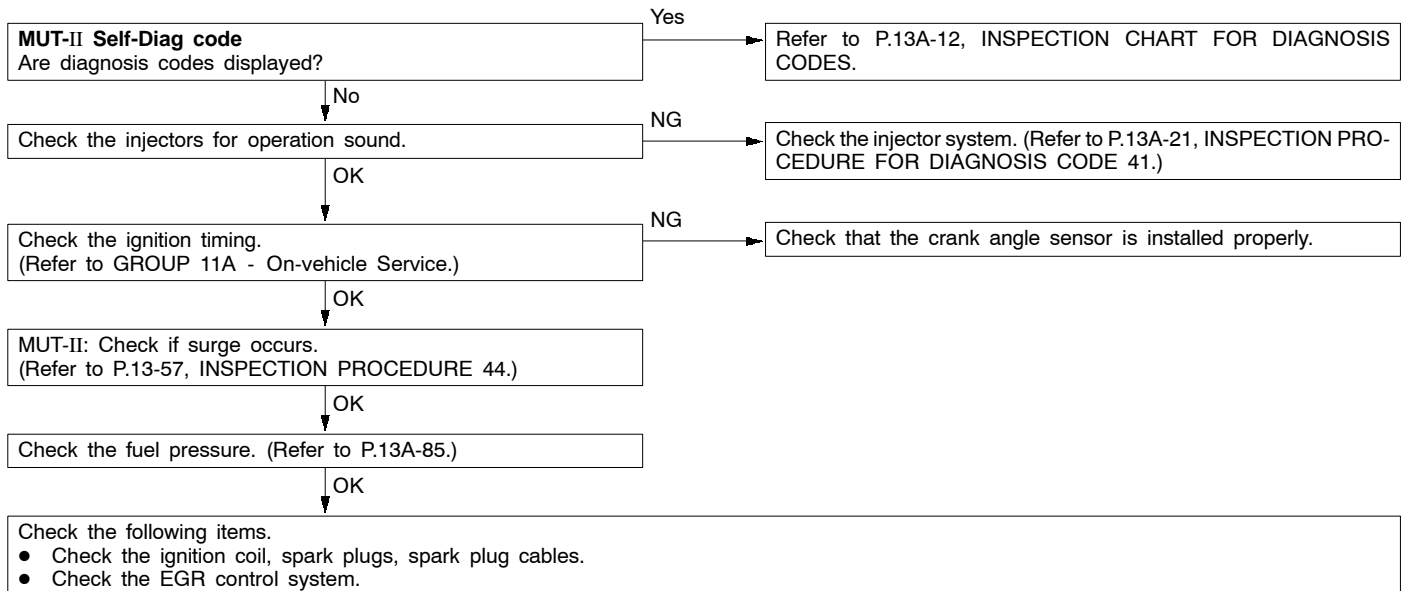 MUT-II Self-Diag code
Are diagnosis codes displayed?
Yes
Refer to P.13A-12, INSPECTION CHART FOR DIAGNOSIS
CODES.
No
Check the injectors for operation sound.
NG
Check the injector system. (Refer to P.13A-21, INSPECTION PRO-
CEDURE FOR DIAGNOSIS CODE 41.)
OK
Check the ignition timing.
(Refer to GROUP 11A - On-vehicle Service.)
NG
Check that the crank angle sensor is installed properly.
OK
MUT-II: Check if surge occurs.
(Refer to P.13-57, INSPECTION PROCEDURE 44.)
OK
Check the fuel pressure. (Refer to P.13A-85.)
OK
Check the following items.
● Check the ignition coil, spark plugs, spark plug cables.
● Check the EGR control system.